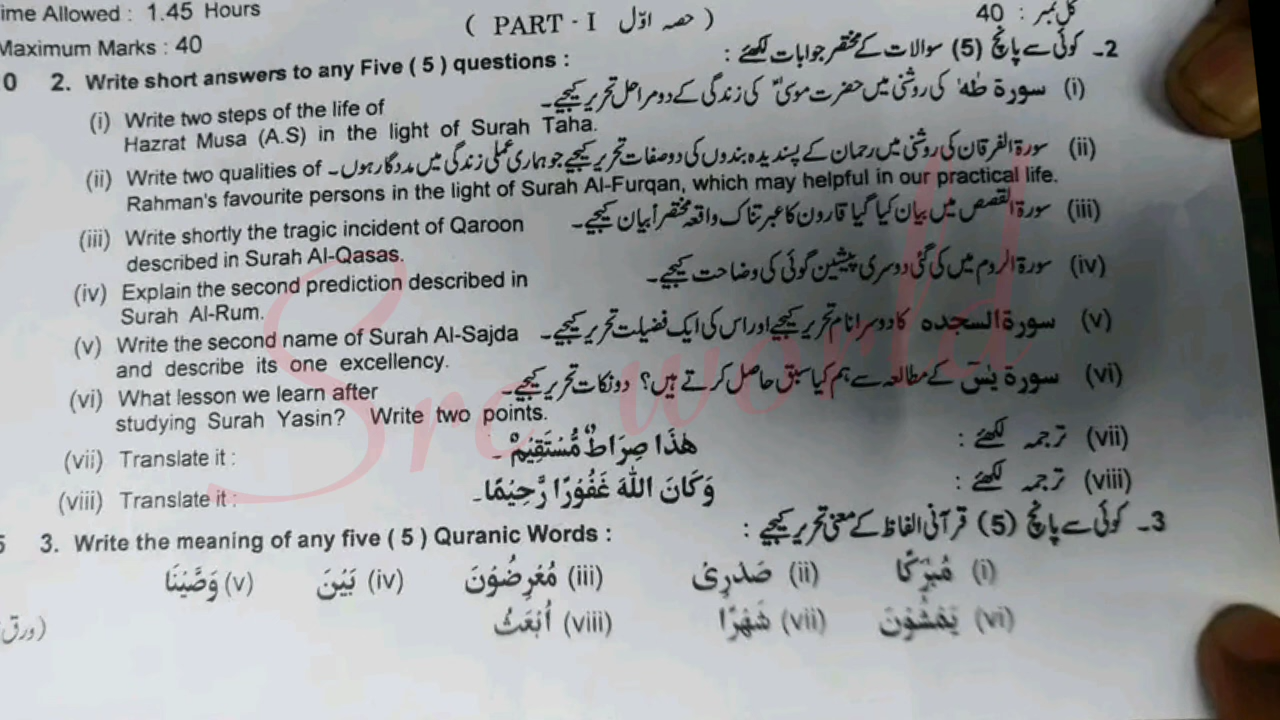 ime Allowed : 1.45 Hours ( PART - I حصہ اوّل ) کل نمبر : 40
Maximum Marks : 40
0 2. Write short answers to any Five ( 5 ) questions : 2۔ کوئی سے پانچ (5) سوالات کے مختصر جوابات لکھئے :
(i) Write two steps of the life of (i) سورۃ طٰہٰ کی روشنی میں حضرت موسیٰؑ کی زندگی کے دو مراحل تحریر کیجیے۔
Hazrat Musa (A.S) in the light of Surah Taha.
(ii) Write two qualities of (ii) سورۃ الفرقان کی روشنی میں رحمان کے پسندیدہ بندوں کی دو صفات تحریر کیجیے جو ہماری عملی زندگی میں مددگار ہوں۔
Rahman's favourite persons in the light of Surah Al-Furqan, which may helpful in our practical life.
(iii) Write shortly the tragic incident of Qaroon (iii) سورۃ القصص میں بیان کیا گیا قارون کا عبرتناک واقعہ مختصراً بیان کیجیے۔
described in Surah Al-Qasas.
(iv) Explain the second prediction described in (iv) سورۃ الروم میں کی گئی دوسری پیشین گوئی کی وضاحت کیجیے۔
Surah Al-Rum.
(v) Write the second name of Surah Al-Sajda (v) سورۃ السجدہ کا دوسرا نام تحریر کیجیے اور اس کی ایک فضیلت تحریر کیجیے۔
and describe its one excellency.
(vi) What lesson we learn after (vi) سورۃ یٰسٓ کے مطالعہ سے ہم کیا سبق حاصل کرتے ہیں؟ دو نکات تحریر کیجیے۔
studying Surah Yasin? Write two points.
(vii) Translate it : هٰذَا صِرَاطٌ مُّسْتَقِيْمٌ۔ (vii) ترجمہ لکھئے :
(viii) Translate it : وَكَانَ اللّٰهُ غَفُوْرًا رَّحِيْمًا۔ (viii) ترجمہ لکھئے :
5 3. Write the meaning of any five ( 5 ) Quranic Words : 3۔ کوئی سے پانچ (5) قرآنی الفاظ کے معنی تحریر کیجیے :
(i) مُبٰرَكًا (ii) صَدْرِىْ (iii) مُعْرِضُوْنَ (iv) بَيْنَ (v) وَصَّيْنَا
(vi) يَمْشُوْنَ (vii) شَهْرًا (viii) اُبْعَثُ
(ورق
Src world